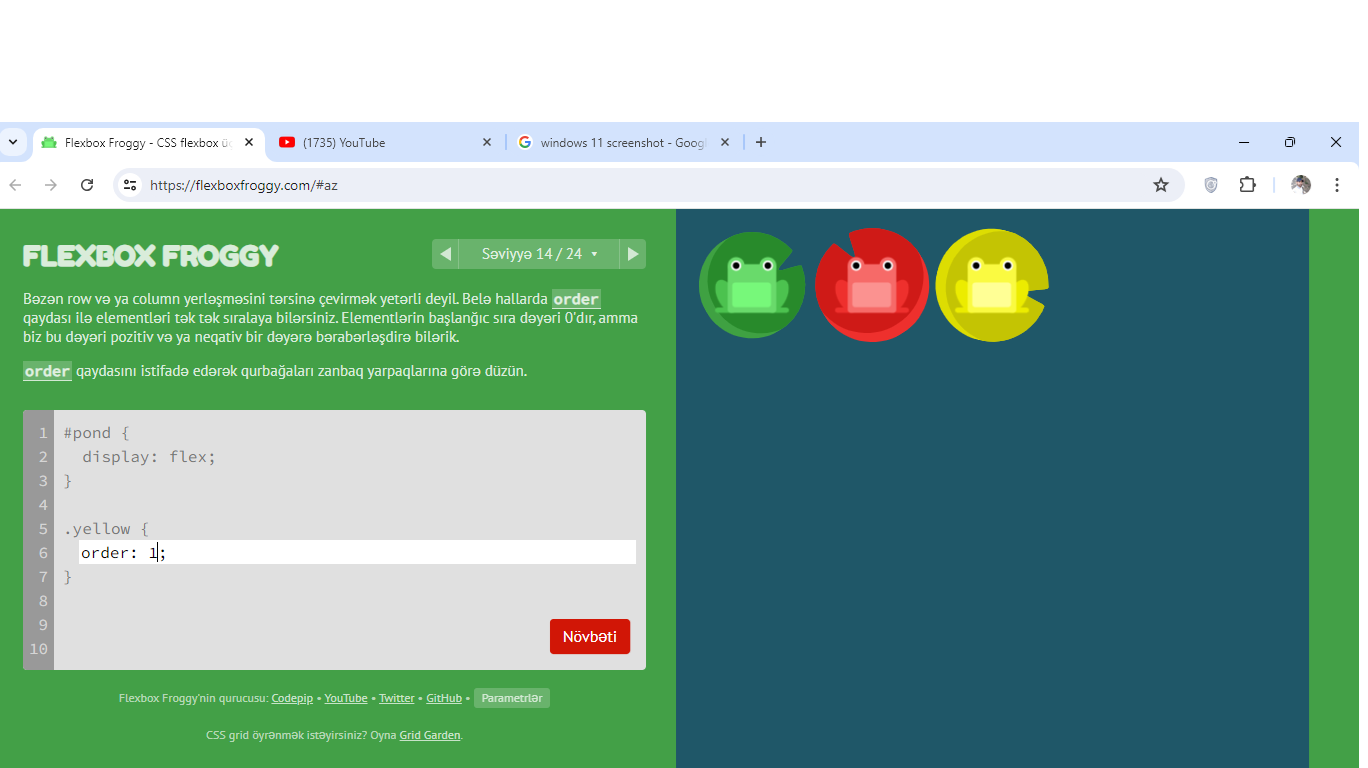 Flexbox Froggy - CSS flexbox üç
(1735) YouTube
windows 11 screenshot - Googl
https://flexboxfroggy.com/#az
FLEXBOX FROGGY
Səviyyə 14 / 24
Bəzən row və ya column yerləşməsini tərsinə çevirmək yetərli deyil. Belə hallarda order
qaydası ilə elementləri tək tək sıralaya bilərsiniz. Elementlərin başlanğıc sıra dəyəri 0'dır, amma
biz bu dəyəri pozitiv və ya neqativ bir dəyərə bərabərləşdirə bilərik.
order qaydasını istifadə edərək qurbağaları zanbaq yarpaqlarına görə düzün.
1 #pond {
2 display: flex;
3 }
4
5 .yellow {
6 order: 1;
7 }
8
9
10
Növbəti
Flexbox Froggy'nin qurucusu: Codepip • YouTube • Twitter • GitHub • Parametrlər
CSS grid öyrənmək istəyirsiniz? Oyna Grid Garden.